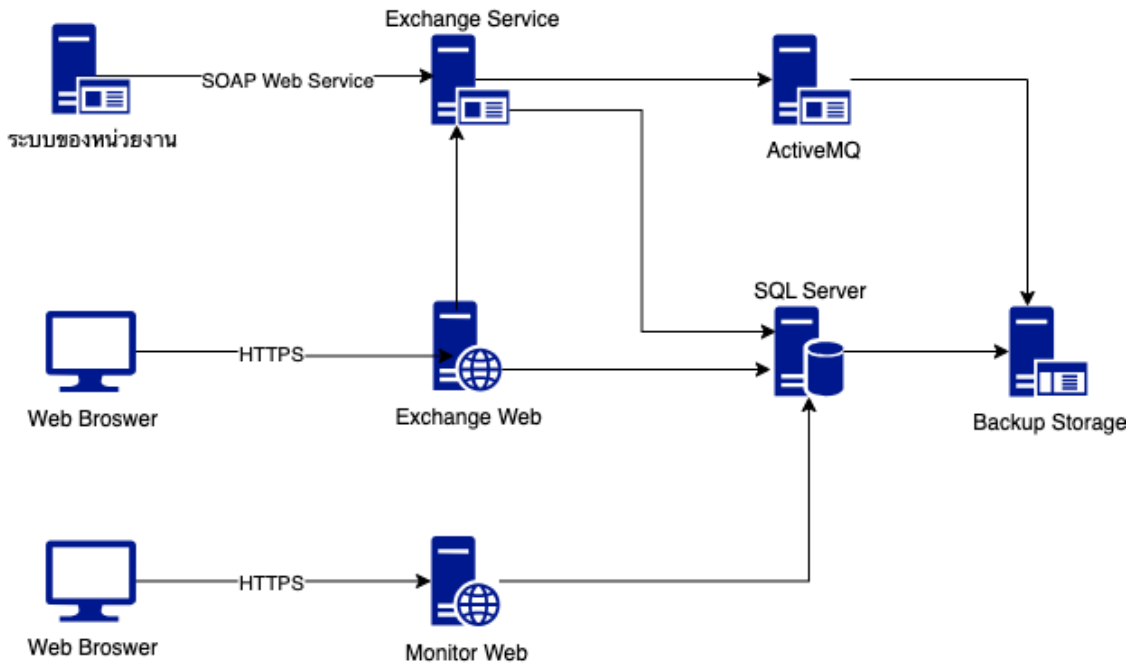 Exchange Service
SOAP Web Service
ระบบของหน่วยงาน
ActiveMQ
SQL Server
HTTPS
Web Broswer
Exchange Web
Backup Storage
HTTPS
Web Broswer
Monitor Web